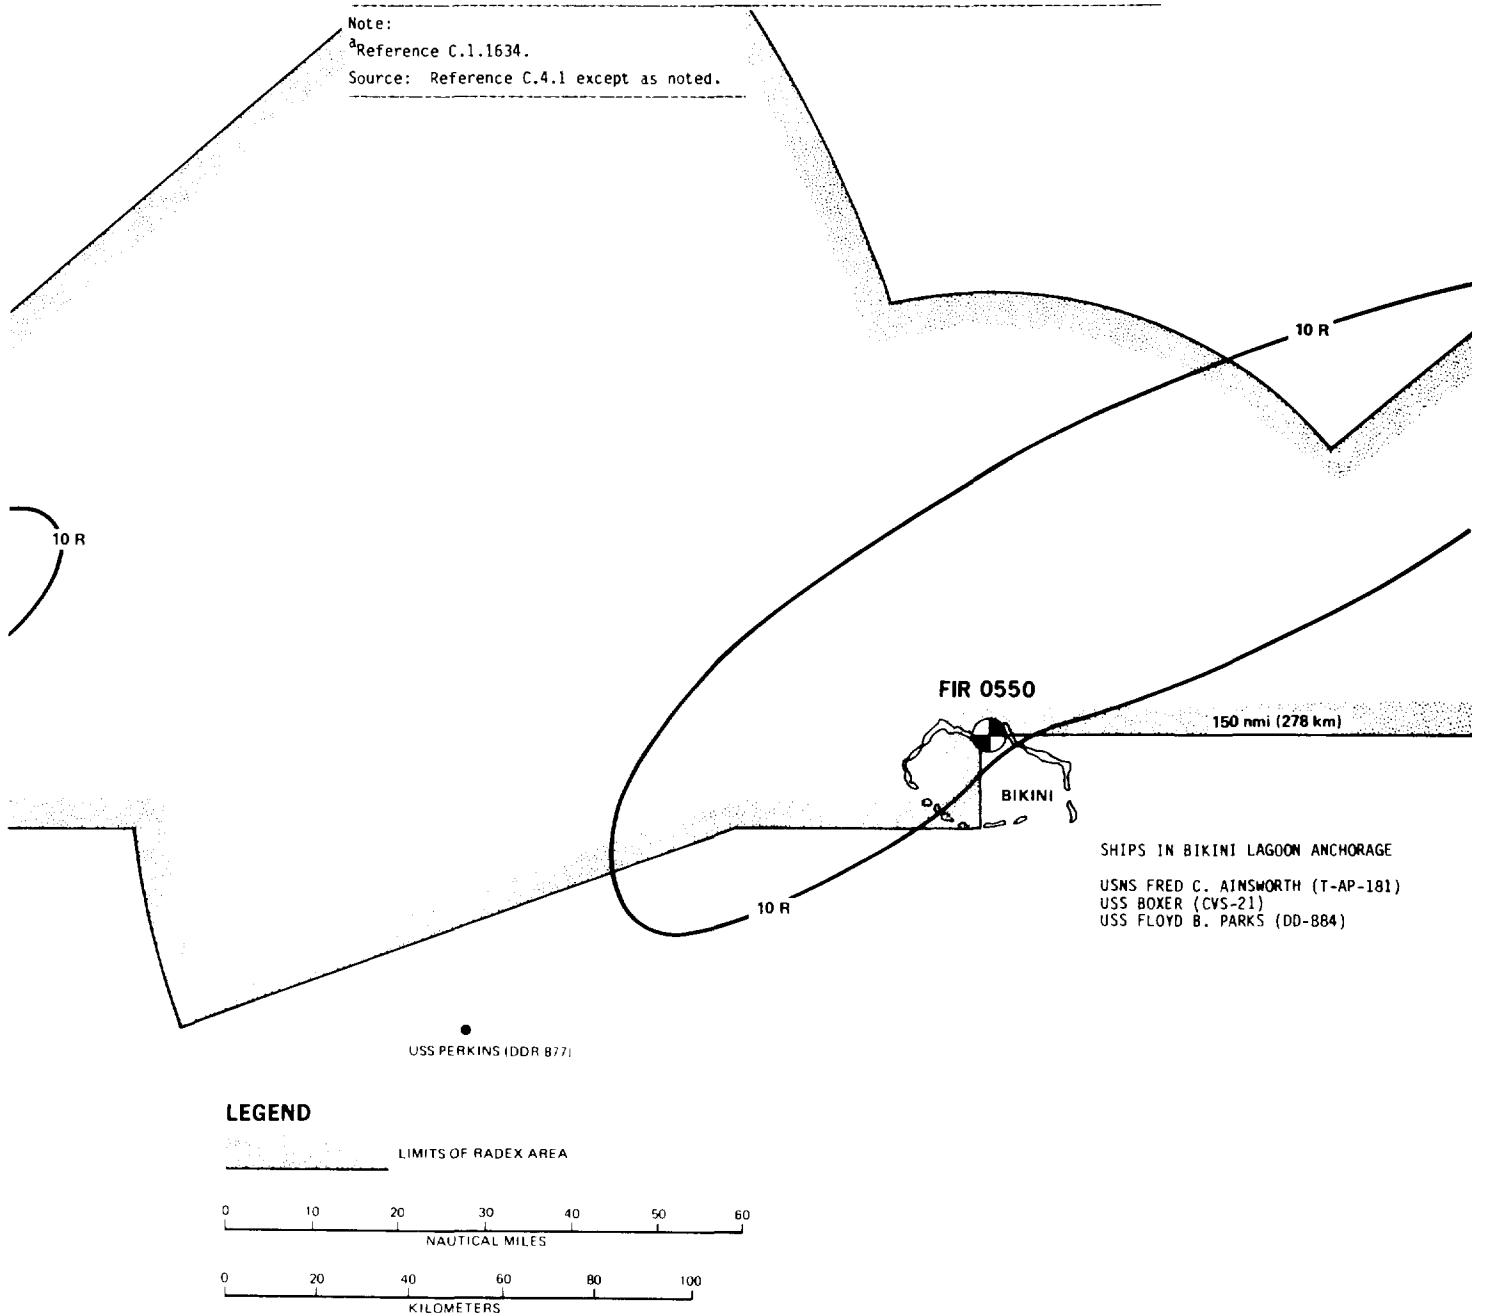 Note:
aReference C.1.1634.
Source: Reference C.4.1 except as noted.
10 R
10 R
FIR 0550
150 nmi (278 km)
BIKINI
SHIPS IN BIKINI LAGOON ANCHORAGE
USNS FRED C. AINSWORTH (T-AP-181)
USS BOXER (CVS-21)
USS FLOYD B. PARKS (DD-884)
10 R
USS PERKINS (DDR 877)
LEGEND
LIMITS OF RADEX AREA
0 10 20 30 40 50 60
NAUTICAL MILES
0 20 40 60 80 100
KILOMETERS